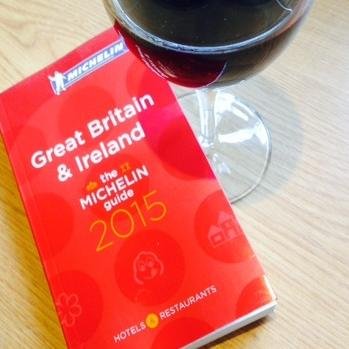 MICHELIN
Great Britain
& Ireland
the
MICHELIN
guide
2015
HOTELS & RESTAURANTS